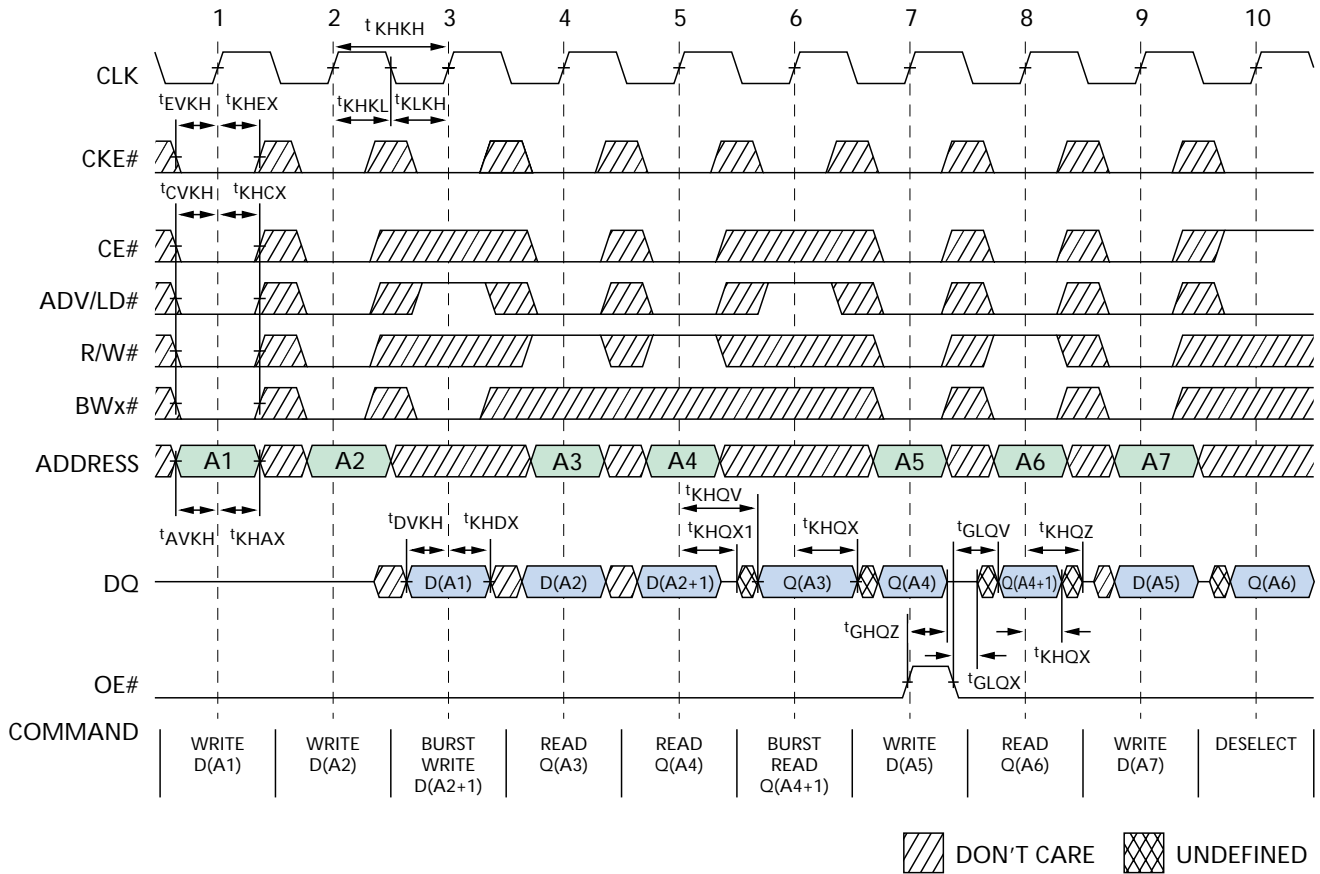 1 2 3 4 5 6 7 8 9 10
tKHKH
CLK
tEVKH tKHEX tKHKL tKLKH
CKE#
tCVKH tKHCX
CE#
ADV/LD#
R/W#
BWx#
ADDRESS A1 A2 A3 A4 A5 A6 A7
tAVKH tKHAX tDVKH tKHDX tKHQV tKHQX1 tKHQX tGLQV tKHQZ
DQ D(A1) D(A2) D(A2+1) Q(A3) Q(A4) Q(A4+1) D(A5) Q(A6)
tGHQZ tKHQX
tGLQX
OE#
COMMAND
WRITE D(A1)
WRITE D(A2)
BURST WRITE D(A2+1)
READ Q(A3)
READ Q(A4)
BURST READ Q(A4+1)
WRITE D(A5)
READ Q(A6)
WRITE D(A7)
DESELECT
DON'T CARE UNDEFINED